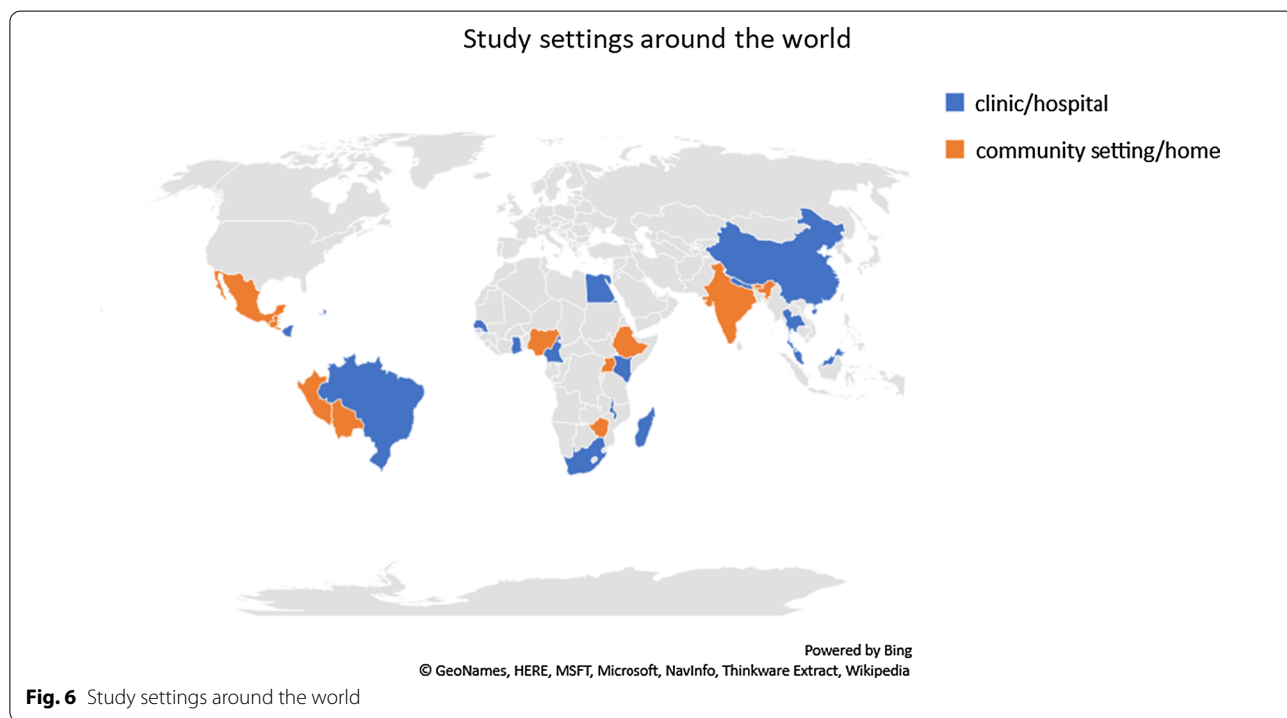 Study settings around the world
clinic/hospital
community setting/home
Powered by Bing
© GeoNames, HERE, MSFT, Microsoft, NavInfo, Thinkware Extract, Wikipedia
Fig. 6 Study settings around the world